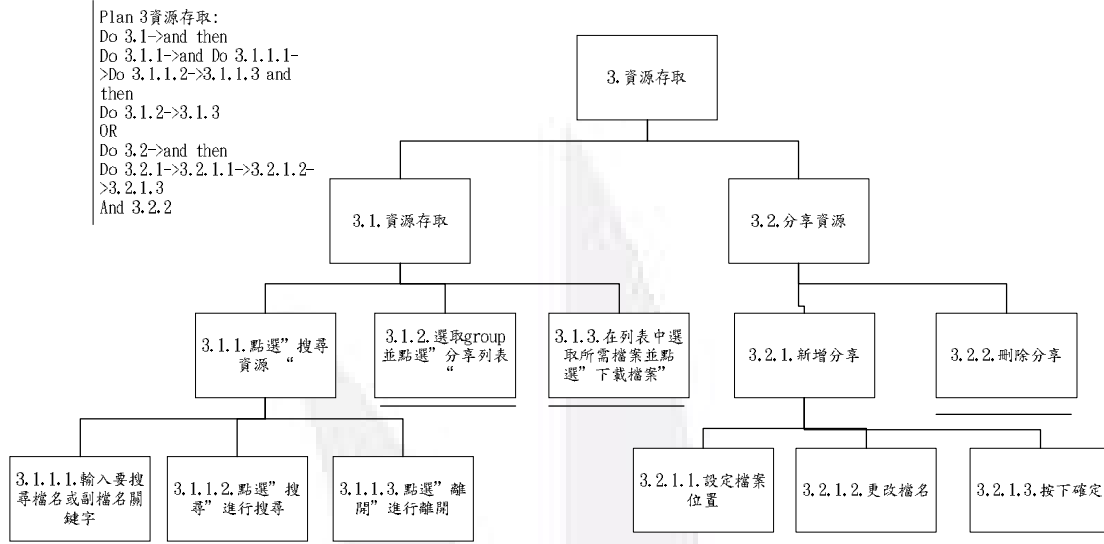 Plan 3資源存取:
Do 3.1->and then
Do 3.1.1->and Do 3.1.1.1-
>Do 3.1.1.2->3.1.1.3 and
then
Do 3.1.2->3.1.3
OR
Do 3.2->and then
Do 3.2.1->3.2.1.1->3.2.1.2-
>3.2.1.3
And 3.2.2
3.資源存取
3.1.資源存取
3.2.分享資源
3.1.1.點選”搜尋
資源 “
3.1.2.選取group
並點選”分享列表
“
3.1.3.在列表中選
取所需檔案並點
選”下載檔案”
3.2.1.新增分享
3.2.2.刪除分享
3.1.1.1.輸入要搜
尋檔名或副檔名關
鍵字
3.1.1.2.點選”搜
尋”進行搜尋
3.1.1.3.點選”離
開”進行離開
3.2.1.1.設定檔案
位置
3.2.1.2.更改檔名
3.2.1.3.按下確定